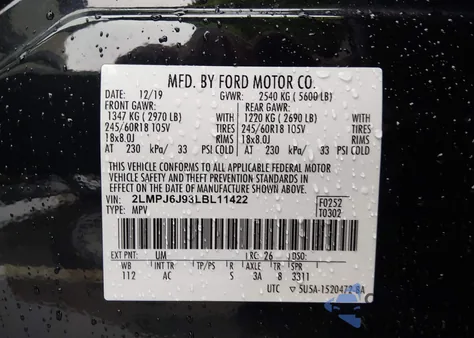 MFD. BY FORD MOTOR CO.
DATE: 12/19 GVWR: 2540 KG ( 5600 LB)
FRONT GAWR: REAR GAWR:
1347 KG ( 2970 LB) WITH 1220 KG ( 2690 LB) WITH
245/60R18 105V TIRES 245/60R18 105V TIRES
18x8.0J RIMS 18x8.0J RIMS
AT 230 kPa/ 33 PSI COLD AT 230 kPa/ 33 PSI COLD
THIS VEHICLE CONFORMS TO ALL APPLICABLE FEDERAL MOTOR
VEHICLE SAFETY AND THEFT PREVENTION STANDARDS IN
EFFECT ON THE DATE OF MANUFACTURE SHOWN ABOVE.
VIN: 2LMPJ6J93LBL11422 F0252
TYPE: MPV T0302
EXT PNT: UM RC: 26 DSO:
WB INT TR TP/PS R AXLE TR SPR
112 AC S 3A 8 3311
UTC 5U5A-1520472-BA